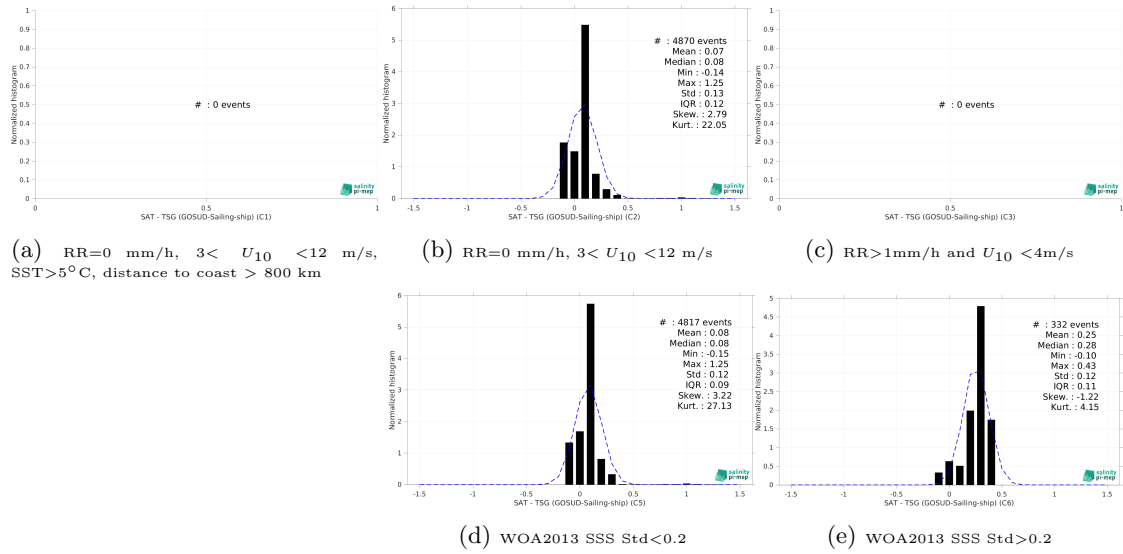 1
0.9
0.8
0.7
0.6
0.5
0.4
0.3
0.2
0.1
0
Normalized histogram
# : 0 events
salinity
pi-mep
0 0.5 1
SAT - TSG (GOSUD-Sailing-ship) (C1)
(a) RR=0 mm/h, 3< U10 <12 m/s,
SST>5°C, distance to coast > 800 km
6
5
4
3
2
1
0
Normalized histogram
# : 4870 events
Mean : 0.07
Median : 0.08
Min : -0.14
Max : 1.25
Std : 0.13
IQR : 0.12
Skew. : 2.79
Kurt. : 22.05
salinity
pi-mep
-1.5 -1 -0.5 0 0.5 1 1.5
SAT - TSG (GOSUD-Sailing-ship) (C2)
(b) RR=0 mm/h, 3< U10 <12 m/s
1
0.9
0.8
0.7
0.6
0.5
0.4
0.3
0.2
0.1
0
Normalized histogram
# : 0 events
salinity
pi-mep
0 0.5 1
SAT - TSG (GOSUD-Sailing-ship) (C3)
(c) RR>1mm/h and U10 <4m/s
6
5
4
3
2
1
0
Normalized histogram
# : 4817 events
Mean : 0.08
Median : 0.08
Min : -0.15
Max : 1.25
Std : 0.12
IQR : 0.09
Skew. : 3.22
Kurt. : 27.13
salinity
pi-mep
-1.5 -1 -0.5 0 0.5 1 1.5
SAT - TSG (GOSUD-Sailing-ship) (C5)
(d) WOA2013 SSS Std<0.2
5
4.5
4
3.5
3
2.5
2
1.5
1
0.5
0
Normalized histogram
# : 332 events
Mean : 0.25
Median : 0.28
Min : -0.10
Max : 0.43
Std : 0.12
IQR : 0.11
Skew. : -1.22
Kurt. : 4.15
salinity
pi-mep
-1.5 -1 -0.5 0 0.5 1 1.5
SAT - TSG (GOSUD-Sailing-ship) (C6)
(e) WOA2013 SSS Std>0.2